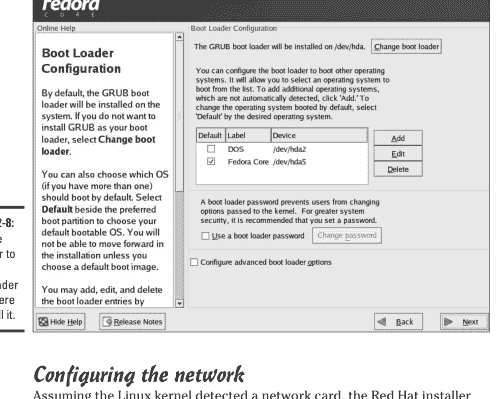 fedora
CORE
Online Help
Boot Loader
Configuration
By default, the GRUB boot
loader will be installed on the
system. If you do not want to
install GRUB as your boot
loader, select Change boot
loader.
You can also choose which OS
(if you have more than one)
should boot by default. Select
Default beside the preferred
boot partition to choose your
default bootable OS. You will
not be able to move forward in
the installation unless you
choose a default boot image.
You may add, edit, and delete
the boot loader entries by
Boot Loader Configuration
The GRUB boot loader will be installed on /dev/hda.
Change boot loader
You can configure the boot loader to boot other operating
systems. It will allow you to select an operating system to
boot from the list. To add additional operating systems,
which are not automatically detected, click 'Add.' To
change the operating system booted by default, select
'Default' by the desired operating system.
Default Label Device
DOS /dev/hda2
Fedora Core /dev/hda5
Add
Edit
Delete
A boot loader password prevents users from changing
options passed to the kernel. For greater system
security, it is recommended that you set a password.
Use a boot loader password Change password
Configure advanced boot loader options
Hide Help Release Notes Back Next
2-8:
r to
Configuring the network
Assuming the Linux kernel detected a network card, the Red Hat installer